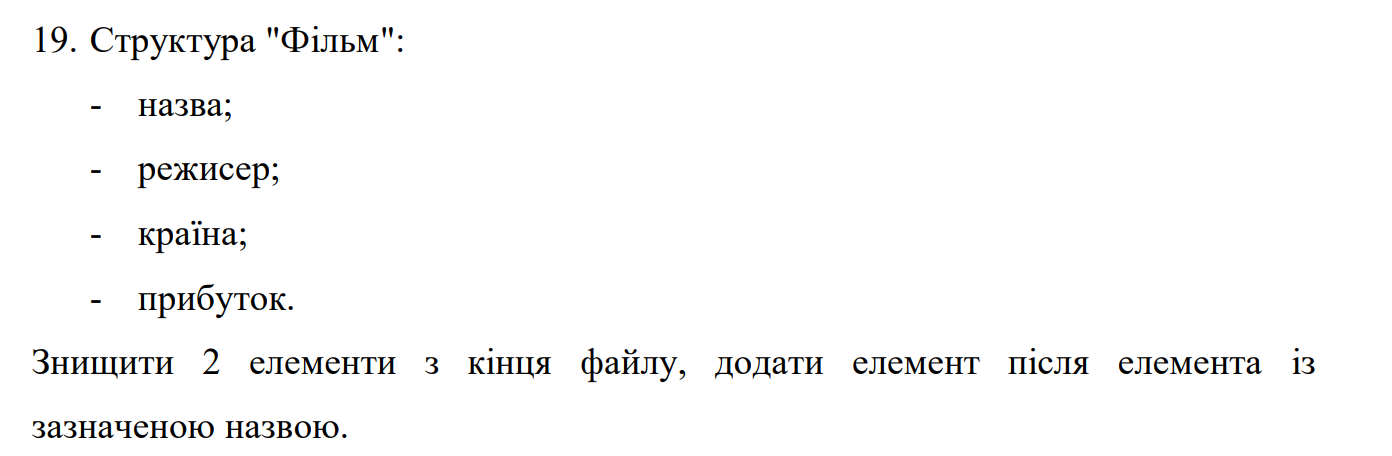 19. Структура "Фільм":
- назва;
- режисер;
- країна;
- прибуток.
Знищити 2 елементи з кінця файлу, додати елемент після елемента із
зазначеною назвою.